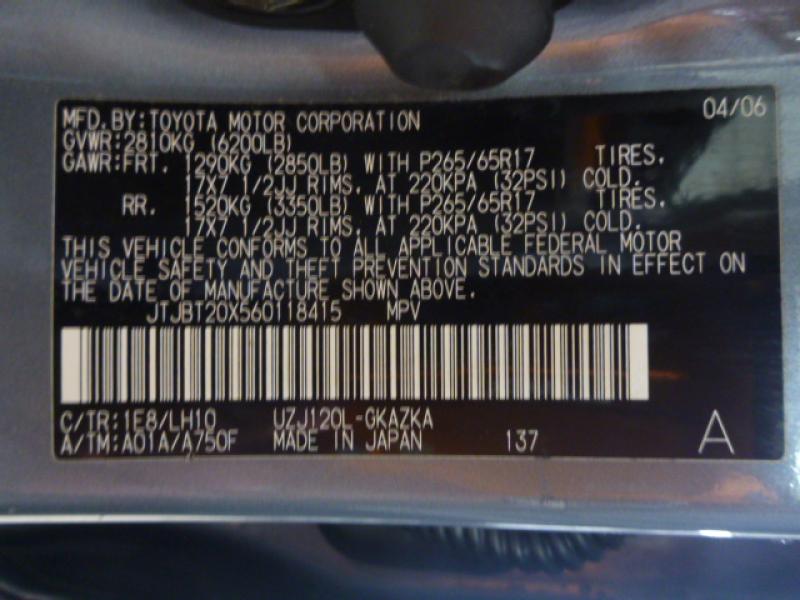 MFD.BY:TOYOTA MOTOR CORPORATION 04/06
GVWR:2810KG (6200LB)
GAWR:FRT. 1290KG (2850LB) WITH P265/65R17 TIRES.
17X7 1/2JJ RIMS. AT 220KPA (32PSI) COLD.
RR. 1520KG (3350LB) WITH P265/65R17 TIRES.
17X7 1/2JJ RIMS. AT 220KPA (32PSI) COLD.
THIS VEHICLE CONFORMS TO ALL APPLICABLE FEDERAL MOTOR
VEHICLE SAFETY AND THEFT PREVENTION STANDARDS IN EFFECT ON
THE DATE OF MANUFACTURE SHOWN ABOVE.
JTJBT20X560118415 MPV
C/TR:1E8/LH10 UZJ120L-GKAZKA
A/TM:A01A/A750F MADE IN JAPAN 137 A